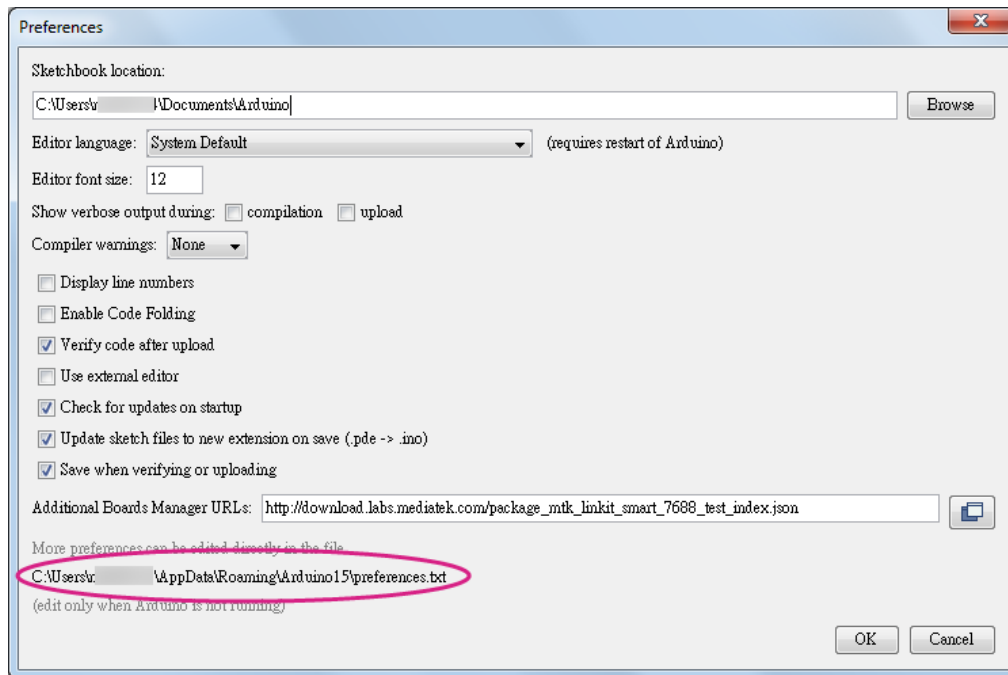 Preferences
Sketchbook location:
C:\Users\ \Documents\Arduino
Browse
Editor language: System Default (requires restart of Arduino)
Editor font size: 12
Show verbose output during: compilation upload
Compiler warnings: None
Display line numbers
Enable Code Folding
Verify code after upload
Use external editor
Check for updates on startup
Update sketch files to new extension on save (.pde -> .ino)
Save when verifying or uploading
Additional Boards Manager URLs: http://download.labs.mediatek.com/package_mtk_linkit_smart_7688_test_index.json
More preferences can be edited directly in the file
C:\Users\ \AppData\Roaming\Arduino15\preferences.txt
(edit only when Arduino is not running)
OK Cancel